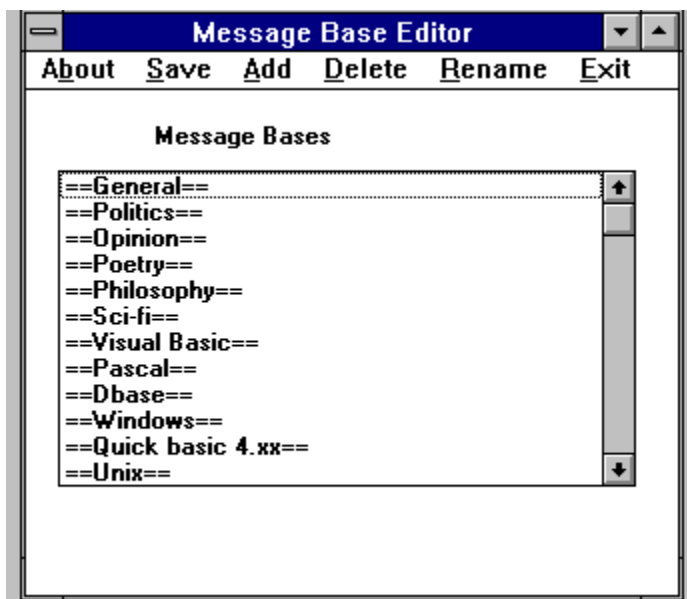 Message Base Editor
About Save Add Delete Rename Exit
Message Bases
==General==
==Politics==
==Opinion==
==Poetry==
==Philosophy==
==Sci-fi==
==Visual Basic==
==Pascal==
==Dbase==
==Windows==
==Quick basic 4.xx==
==Unix==